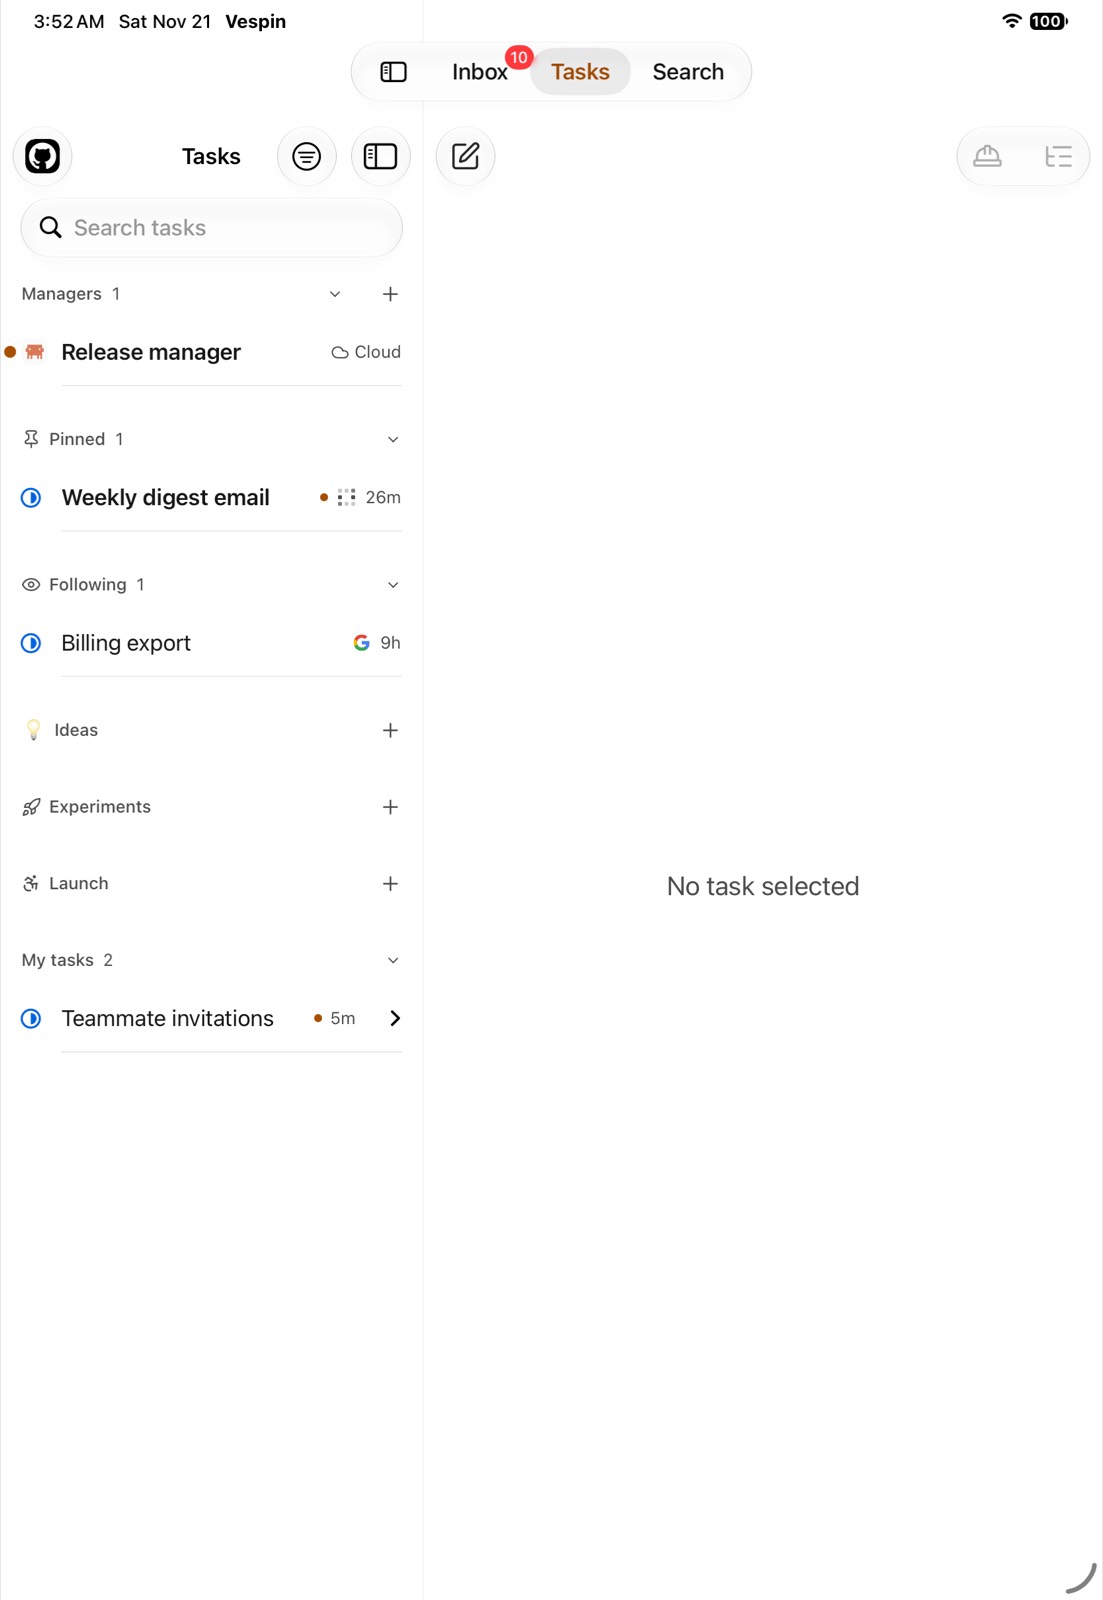 3:52 AM Sat Nov 21 Vespin
100
Inbox 10 Tasks Search
Tasks
Search tasks
Managers 1
Release manager Cloud
Pinned 1
Weekly digest email 26m
Following 1
Billing export 9h
Ideas
Experiments
Launch
No task selected
My tasks 2
Teammate invitations 5m